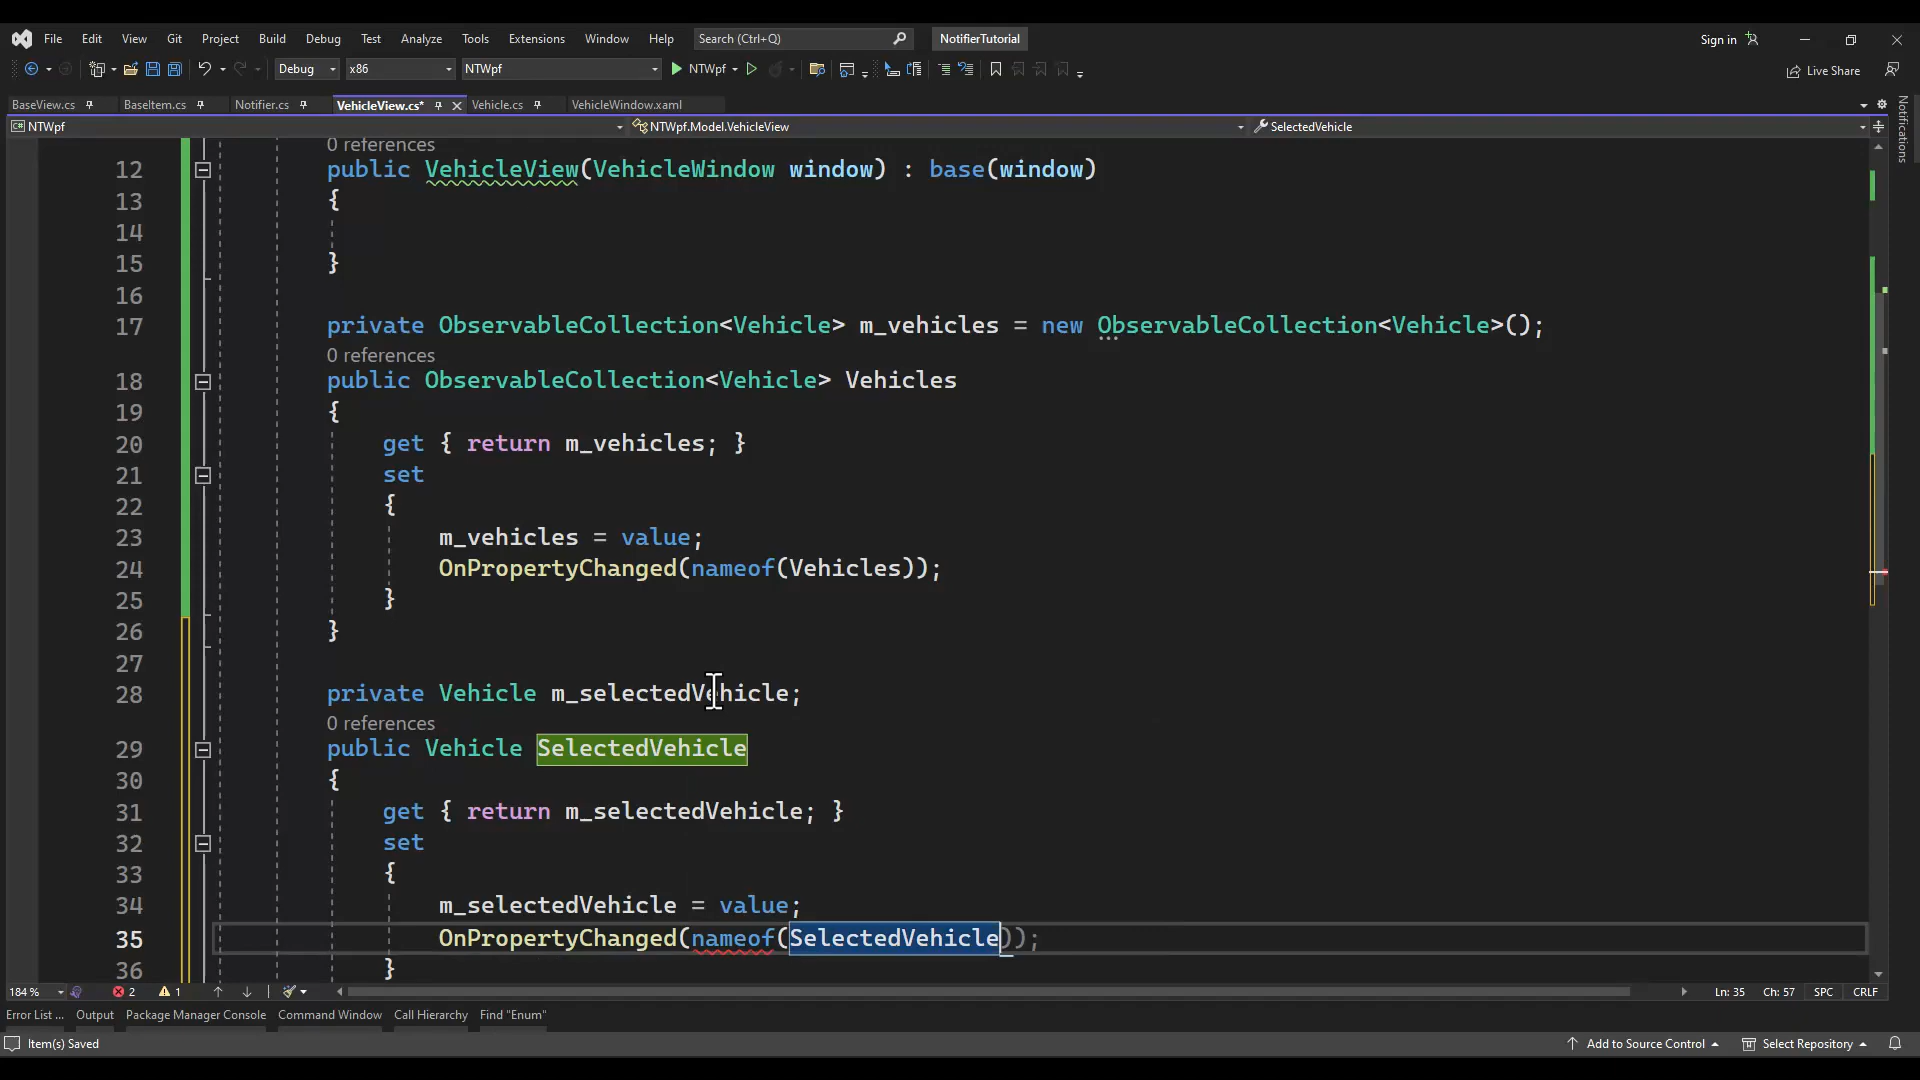 File Edit View Git Project Build Debug Test Analyze Tools Extensions Window Help Search (Ctrl+Q) NotifierTutorial Sign in
Debug x86 NTWpf NTWpf Live Share
BaseView.cs BaseItem.cs Notifier.cs VehicleView.cs* Vehicle.cs VehicleWindow.xaml
NTWpf NTWpf.Model.VehicleView SelectedVehicle
Notifications
0 references
12 public VehicleView(VehicleWindow window) : base(window)
13 {
14
15 }
16
17 private ObservableCollection<Vehicle> m_vehicles = new ObservableCollection<Vehicle>();
0 references
18 public ObservableCollection<Vehicle> Vehicles
19 {
20 get { return m_vehicles; }
21 set
22 {
23 m_vehicles = value;
24 OnPropertyChanged(nameof(Vehicles));
25 }
26 }
27
28 private Vehicle m_selectedVehicle;
0 references
29 public Vehicle SelectedVehicle
30 {
31 get { return m_selectedVehicle; }
32 set
33 {
34 m_selectedVehicle = value;
35 OnPropertyChanged(nameof(SelectedVehicle));
36 }
184 % 2 1 Ln: 35 Ch: 57 SPC CRLF
Error List ... Output Package Manager Console Command Window Call Hierarchy Find "Enum"
Item(s) Saved Add to Source Control Select Repository